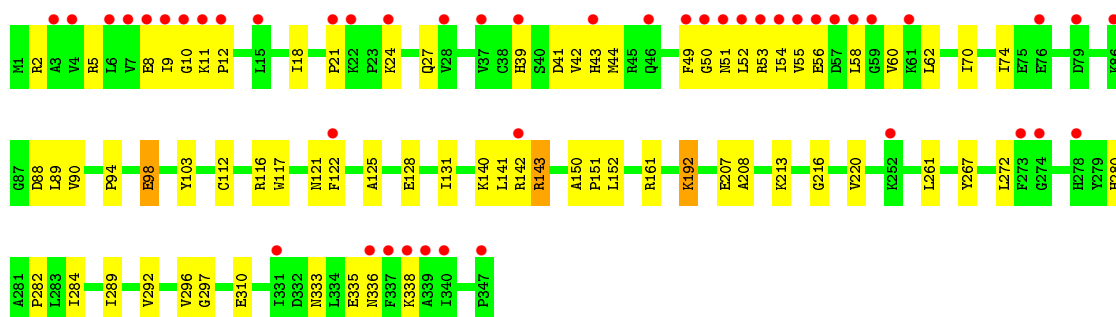 M1 R2 A3 V4 R5 L6 V7 E8 I9 G10 K11 P12 L15 I18 P21 K22 P23 K24 Q27 V28 V37 C38 H39 S40 D41 V42 H43 M44 R45 Q46 F49 G50 N51 L52 R53 I54 V55 E56 D57 L58 G59 V60 K61 L62 I70 I74 E75 E76 D79 K86
G87 D88 L89 V90 P94 E98 Y103 C112 R116 W117 N121 F122 A125 E128 I131 K140 L141 R142 R143 A150 P151 L152 R161 K192 E207 A208 K213 G216 V220 K252 L261 Y267 L272 F273 G274 H278 Y279 H280
A281 P282 L283 I284 I289 V292 V296 G297 E310 I331 D332 N333 L334 E335 N336 F337 K338 A339 I340 P347